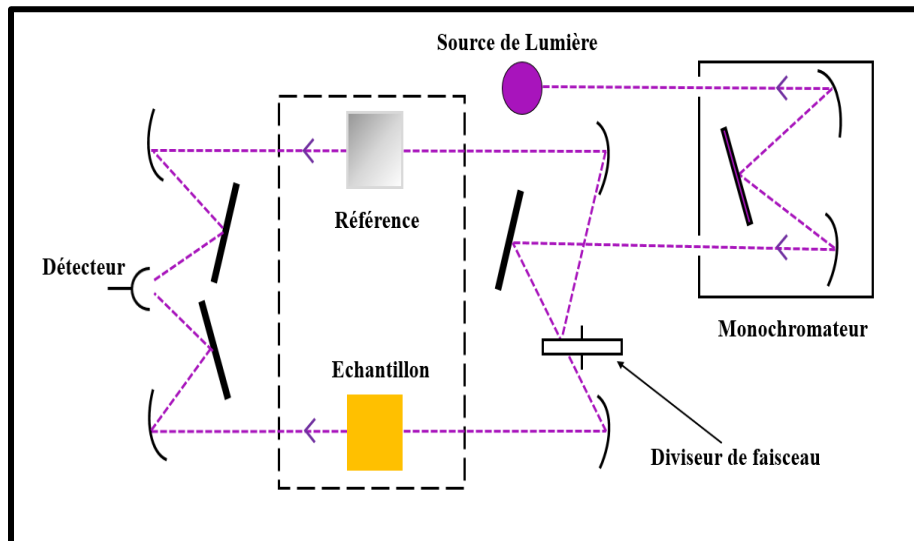 Source de Lumière
Référence
Détecteur
Monochromateur
Echantillon
Diviseur de faisceau